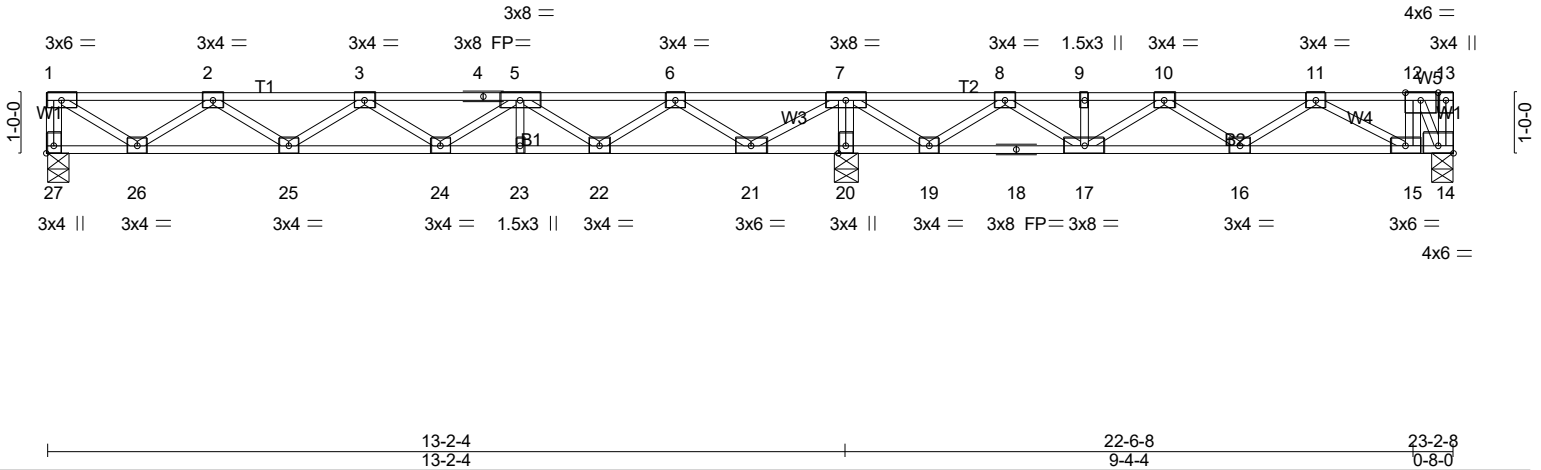 3x8 = 4x6 =
3x6 = 3x4 = 3x4 = 3x8 FP= 3x4 = 3x8 = 3x4 = 1.5x3 || 3x4 = 3x4 = 3x4 ||
1 2 3 4 5 6 7 8 9 10 11 12 13
T1 T2 W5
W1 W3 W4 W1
1-0-0 1-0-0
B1 B2
27 26 25 24 23 22 21 20 19 18 17 16 15 14
3x4 || 3x4 = 3x4 = 3x4 = 1.5x3 || 3x4 = 3x6 = 3x4 || 3x4 = 3x8 FP= 3x8 = 3x4 = 3x6 =
4x6 =
13-2-4 22-6-8 23-2-8
13-2-4 9-4-4 0-8-0